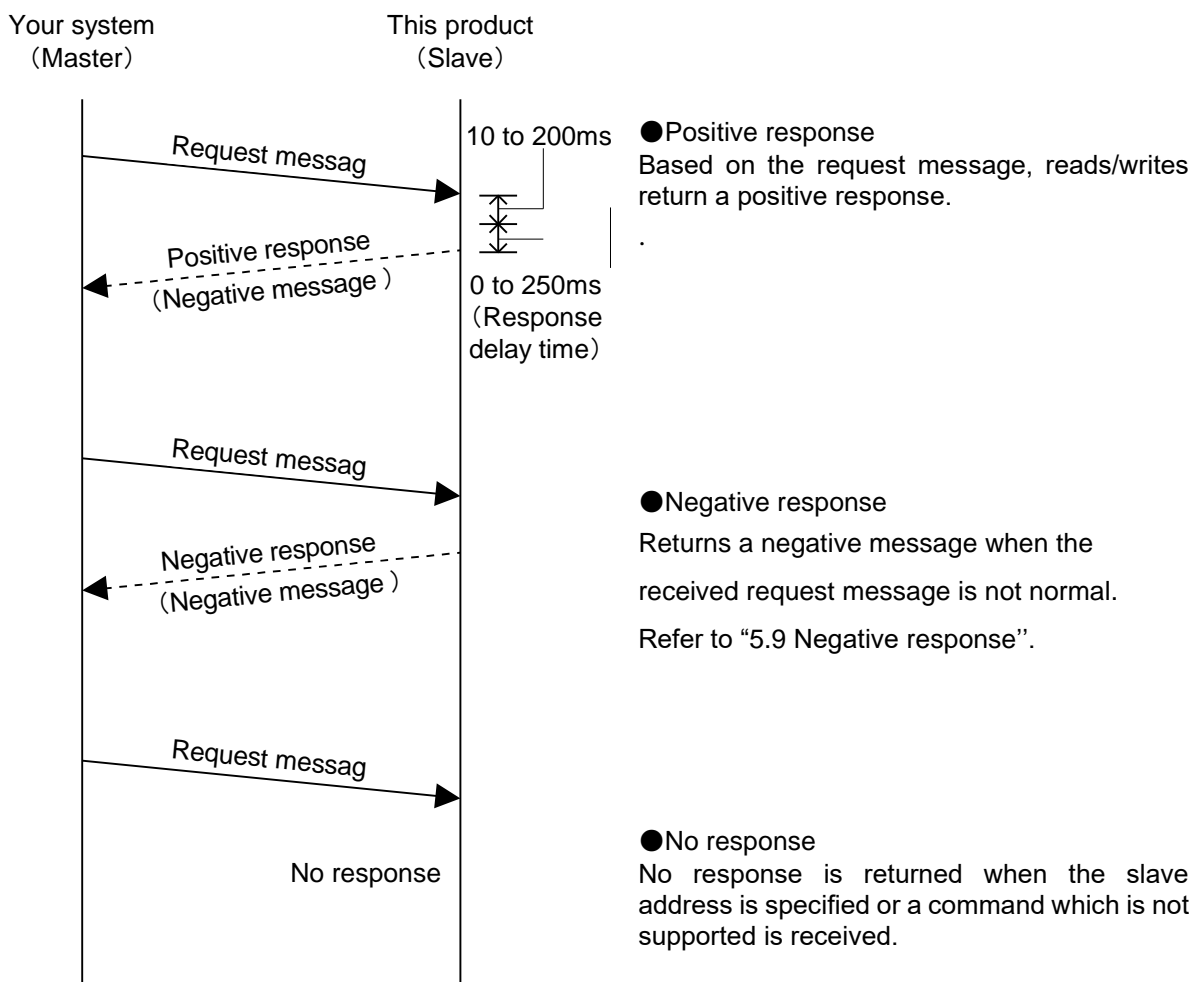 Your system
（Master）
This product
（Slave）
Request messag
10 to 200ms
●Positive response
Based on the request message, reads/writes
return a positive response.
.
Positive response
（Negative message）
0 to 250ms
（Response
delay time）
Request messag
●Negative response
Returns a negative message when the
received request message is not normal.
Refer to “5.9 Negative response’’.
Negative response
（Negative message）
Request messag
No response
●No response
No response is returned when the slave
address is specified or a command which is not
supported is received.